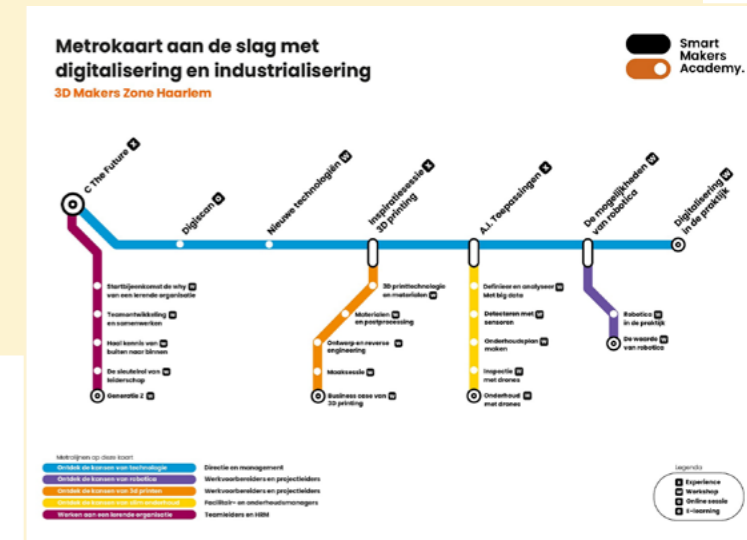 Metrokaart aan de slag met
digitalisering en industrialisering
3D Makers Zone Haarlem
Smart
Makers
Academy.
C The Future X
Digiscan O
Nieuwe technologiën W
Inspiratiesessie X
3D printing
A.I. Toepassingen X
De mogelijkheden W
van robotica
Digitalisering W
in de praktijk
Startbijeenkomst de why W
van een lerende organisatie
Teamontwikkeling W
en samenwerken
Haal kennis van W
buiten naar binnen
De sleutelrol van W
leiderschap
Generatie Z W
3D printtechnologie
en materialen W
Materialen W
en postprocessing
Ontwerp en reverse W
engineering
Maaksessie W
Business case van W
3D printing
Definieer en analyseer W
Met big data
Detecteren met W
sensoren
Onderhoudsplan W
maken
Inspectie W
met drones
Onderhoud W
met drones
Robotica W
in de praktijk
De waarde W
van robotica
Metrolijnen op deze kaart
Ontdek de kansen van technologie Directie en management
Ontdek de kansen van robotica Werkvoorbereiders en projectleiders
Ontdek de kansen van 3d printen Werkvoorbereiders en projectleiders
Ontdek de kansen van slim onderhoud Facilitair- en onderhoudsmanagers
Werken aan een lerende organisatie Teamleiders en HRM
Legenda
X Experience
W Workshop
O Online sessie
E-learning